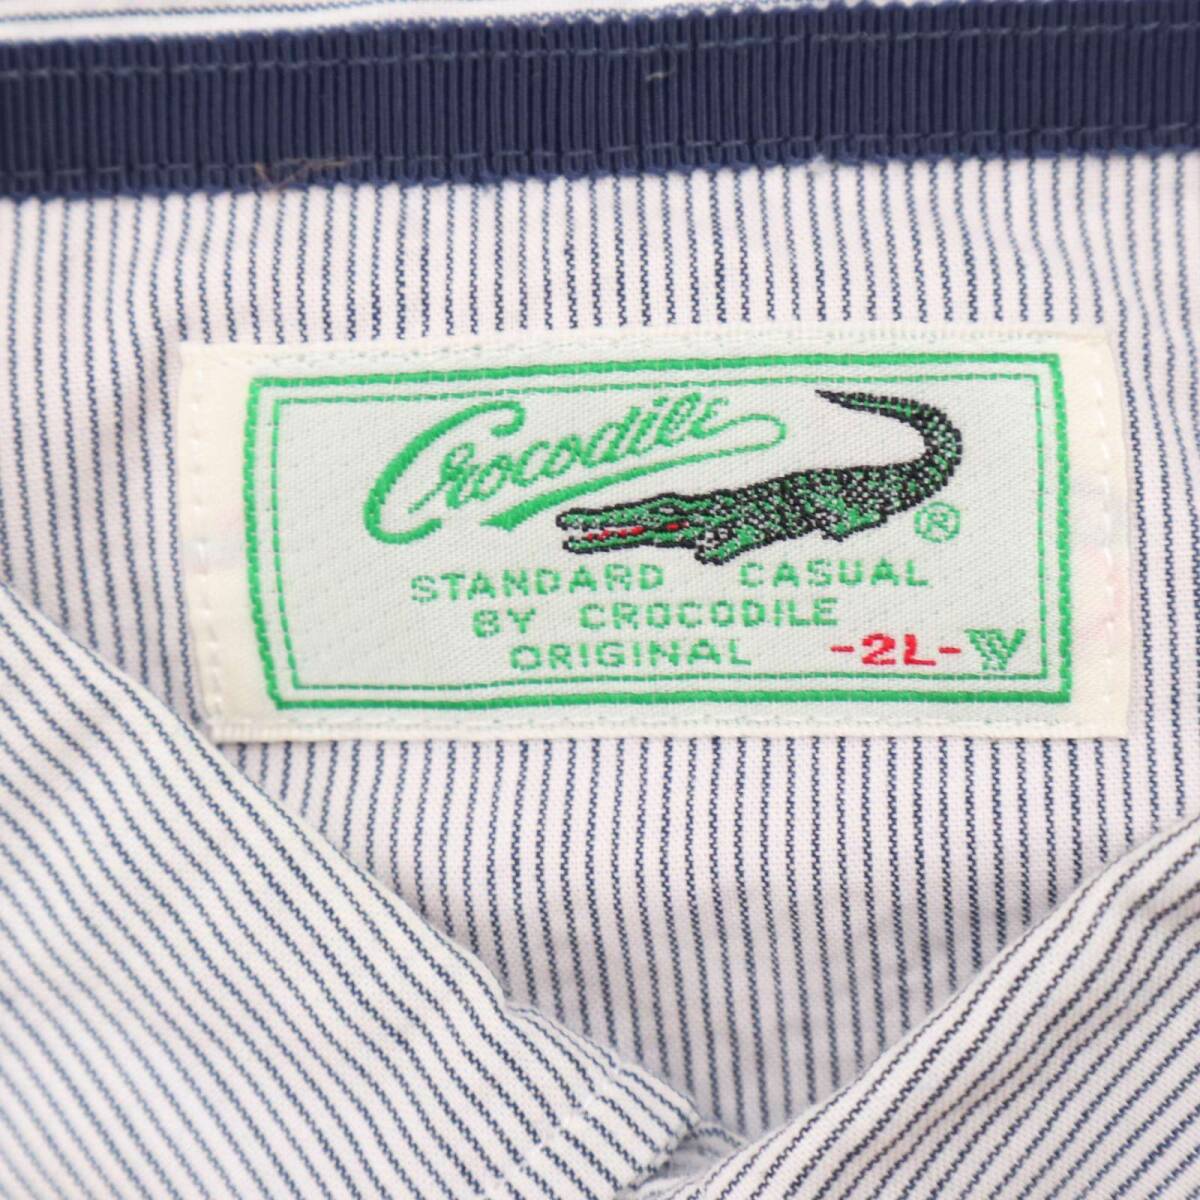 Crocodile
®
STANDARD CASUAL
BY CROCODILE
ORIGINAL -2L-